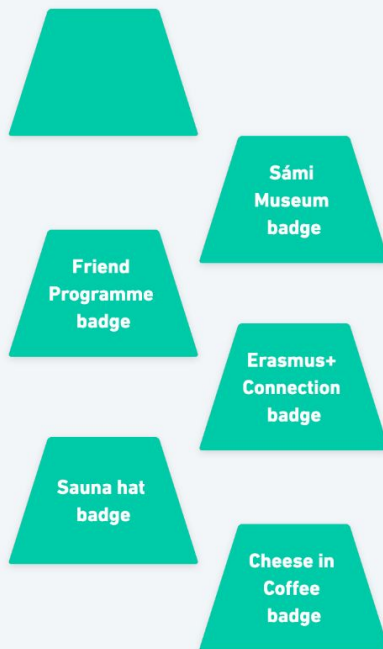 Sámi
Museum
badge
Friend
Programme
badge
Erasmus+
Connection
badge
Sauna hat
badge
Cheese in
Coffee
badge